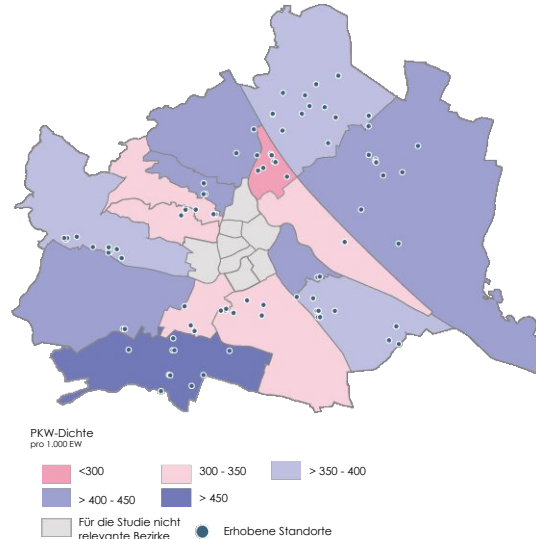 PKW-Dichte
pro 1.000 EW
<300
300 - 350
> 350 - 400
> 400 - 450
> 450
Für die Studie nicht
relevante Bezirke
Erhobene Standorte